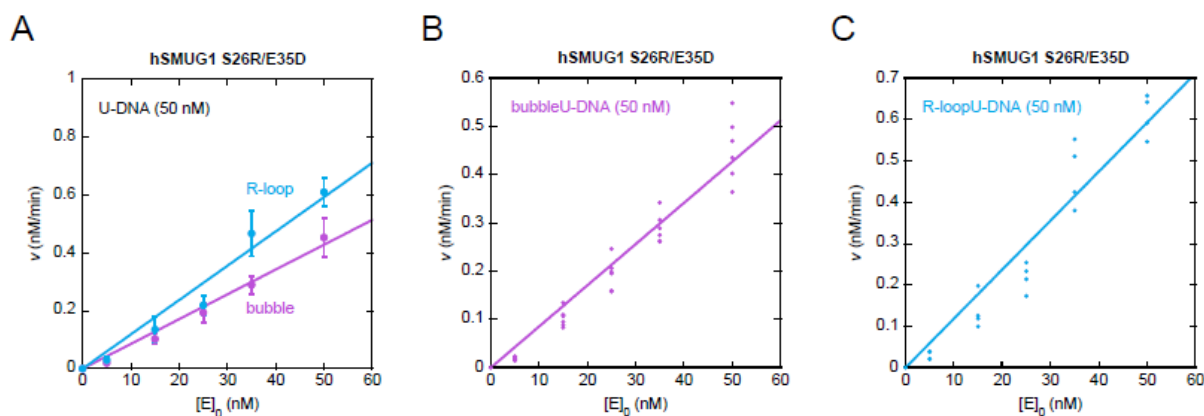 A
hSMUG1 S26R/E35D
U-DNA (50 nM)
R-loop
bubble
v (nM/min)
1
0.8
0.6
0.4
0.2
0
0 10 20 30 40 50 60
[E]0 (nM)
B
hSMUG1 S26R/E35D
bubbleU-DNA (50 nM)
v (nM/min)
0.6
0.5
0.4
0.3
0.2
0.1
0
0 10 20 30 40 50 60
[E]0 (nM)
C
hSMUG1 S26R/E35D
R-loopU-DNA (50 nM)
v (nM/min)
0.7
0.6
0.5
0.4
0.3
0.2
0.1
0
0 10 20 30 40 50 60
[E]0 (nM)